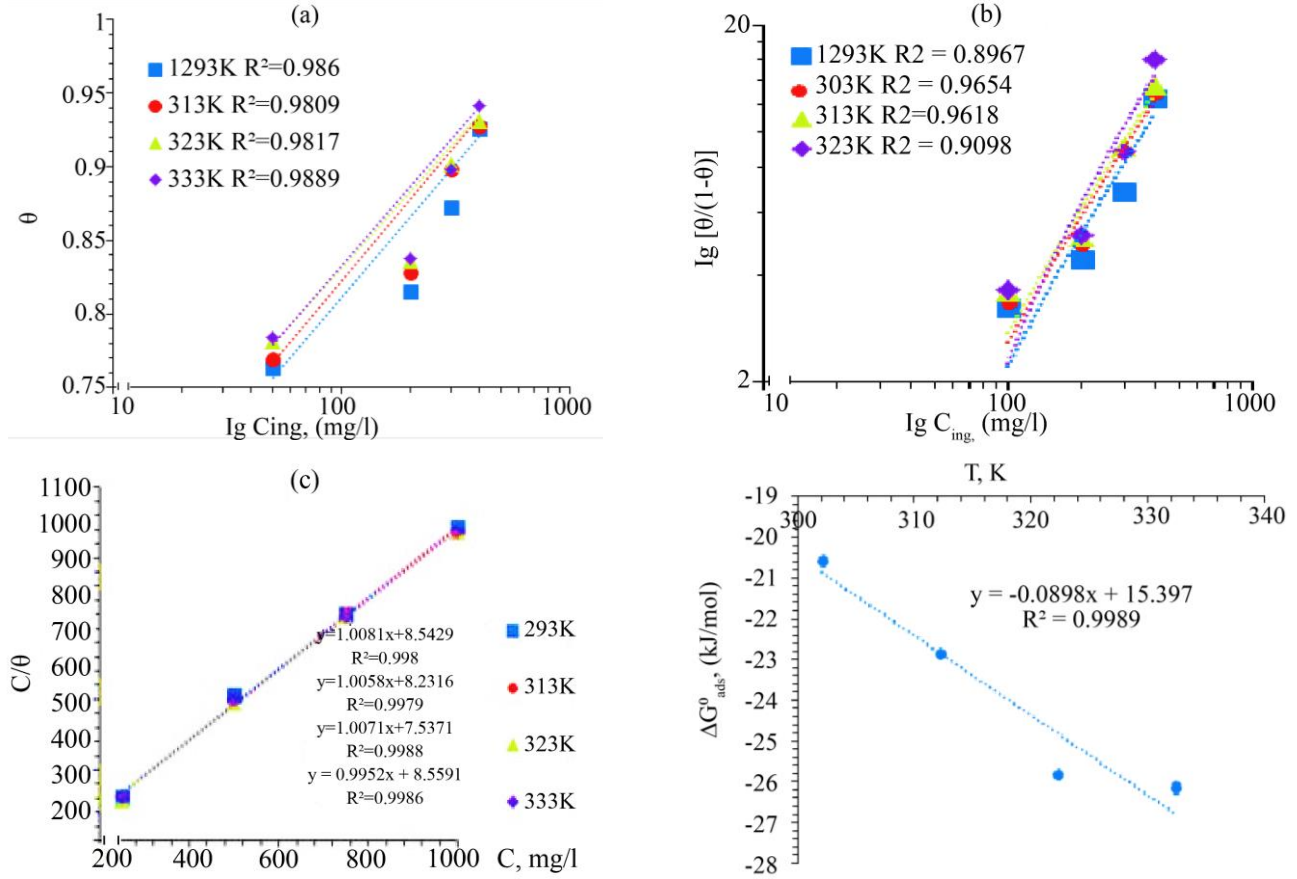 (a)
1
0.95
0.9
0.85
0.8
0.75
θ
1293K R²=0.986
313K R²=0.9809
323K R²=0.9817
333K R²=0.9889
10
100
1000
Ig Cing, (mg/l)
(b)
20
2
Ig [θ/(1-θ)]
1293K R2 = 0.8967
303K R2 = 0.9654
313K R2=0.9618
323K R2 = 0.9098
10
100
1000
Ig C_ing, (mg/l)
(c)
1100
1000
900
800
700
600
500
400
300
200
C/θ
y=1.0081x+8.5429
R²=0.998
y=1.0058x+8.2316
R²=0.9979
y=1.0071x+7.5371
R²=0.9988
y = 0.9952x + 8.5591
R²=0.9986
293K
313K
323K
333K
200
400
600
800
1000
C, mg/l
T, K
300
310
320
330
340
-19
-20
-21
-22
-23
-24
-25
-26
-27
-28
ΔG⁰ads, (kJ/mol)
y = -0.0898x + 15.397
R² = 0.9989